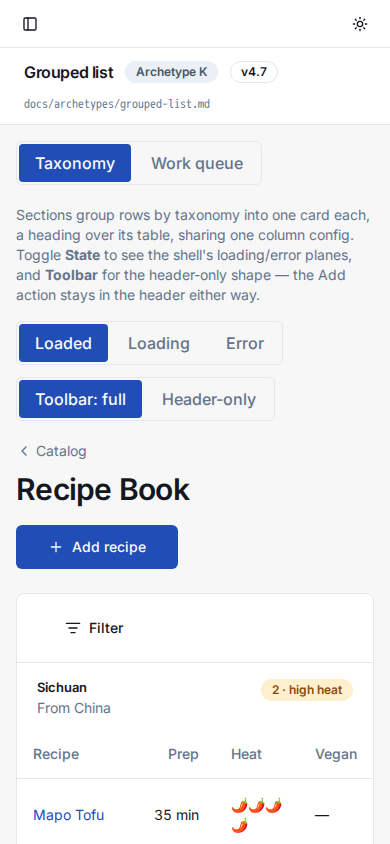 Grouped list Archetype K v4.7
docs/archetypes/grouped-list.md
Taxonomy Work queue
Sections group rows by taxonomy into one card each,
a heading over its table, sharing one column config.
Toggle State to see the shell's loading/error planes,
and Toolbar for the header-only shape — the Add
action stays in the header either way.
Loaded Loading Error
Toolbar: full Header-only
Catalog
Recipe Book
Add recipe
Filter
Sichuan 2 · high heat
From China
Recipe Prep Heat Vegan
Mapo Tofu 35 min 🌶️🌶️🌶️ —
🌶️